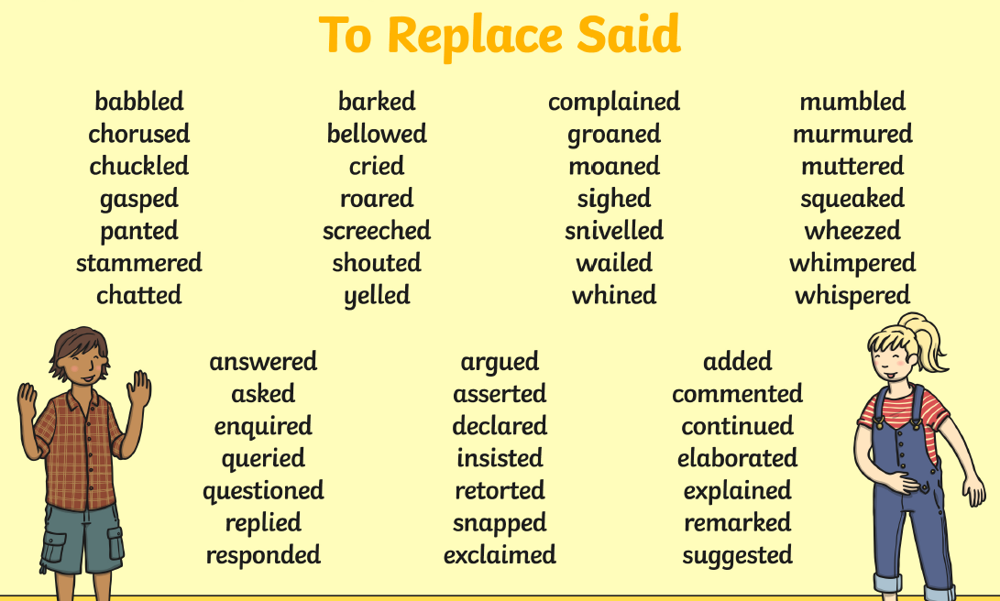 To Replace Said
babbled
chorused
chuckled
gasped
panted
stammered
chatted
barked
bellowed
cried
roared
screeched
shouted
yelled
complained
groaned
moaned
sighed
snivelled
wailed
whined
mumbled
murmured
muttered
squeaked
wheezed
whimpered
whispered
answered
asked
enquired
queried
questioned
replied
responded
argued
asserted
declared
insisted
retorted
snapped
exclaimed
added
commented
continued
elaborated
explained
remarked
suggested